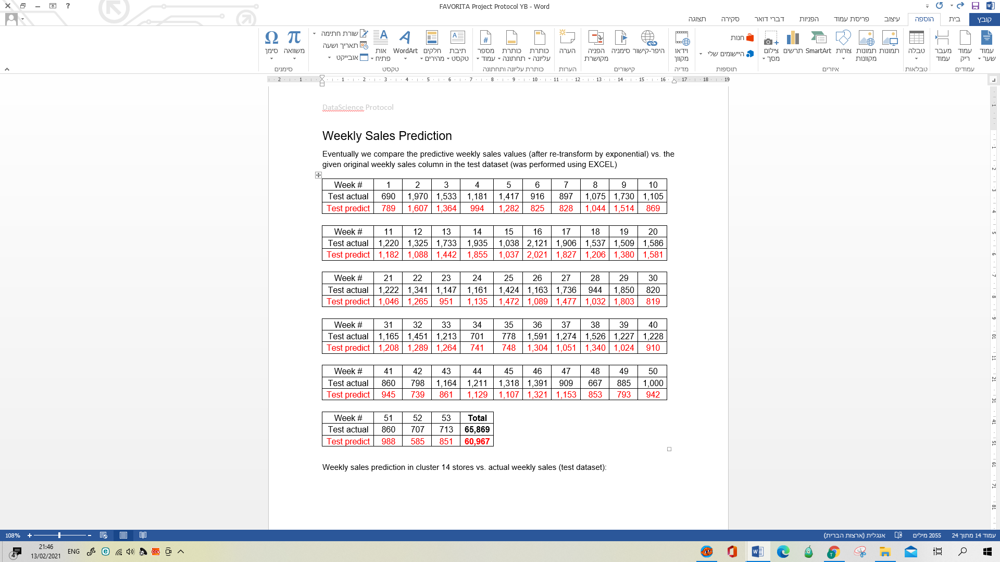 FAVORITA Project Protocol YB - Word
קובץ בית הוספה עיצוב פריסת עמוד הפניות דברי דואר סקירה תצוגה
עמוד שער עמוד ריק מעבר עמוד
עמודים
טבלה
טבלאות
תמונות תמונות מקוונות צורות SmartArt תרשים צילום מסך
איורים
חנות
היישומים שלי
תוספות
וידאו מקוון
מדיה
היפר-קישור סימניה הפניה מקושרת
קישורים
הערה
הערות
כותרת עליונה כותרת תחתונה מספר עמוד
כותרת עליונה ותחתונה
תיבת טקסט חלקים מהירים WordArt אות פתיח
שורת חתימה
תאריך ושעה
אובייקט
טקסט
משוואה סימן
סימנים
2 1 1 2 3 4 5 6 7 8 9 10 11 12 13 14 15 16 17 18 19
DataScience Protocol
Weekly Sales Prediction
Eventually we compare the predictive weekly sales values (after re-transform by exponential) vs. the
given original weekly sales column in the test dataset (was performed using EXCEL)
Week # 1 2 3 4 5 6 7 8 9 10
Test actual 690 1,970 1,533 1,181 1,417 916 897 1,075 1,730 1,105
Test predict 789 1,607 1,364 994 1,282 825 828 1,044 1,514 869
Week # 11 12 13 14 15 16 17 18 19 20
Test actual 1,220 1,325 1,733 1,935 1,038 2,121 1,906 1,537 1,509 1,586
Test predict 1,182 1,088 1,442 1,855 1,037 2,021 1,827 1,206 1,380 1,581
Week # 21 22 23 24 25 26 27 28 29 30
Test actual 1,222 1,341 1,147 1,161 1,424 1,163 1,736 944 1,850 820
Test predict 1,046 1,265 951 1,135 1,472 1,089 1,477 1,032 1,803 819
Week # 31 32 33 34 35 36 37 38 39 40
Test actual 1,165 1,451 1,213 701 778 1,591 1,274 1,526 1,227 1,228
Test predict 1,208 1,289 1,264 741 748 1,304 1,051 1,340 1,024 910
Week # 41 42 43 44 45 46 47 48 49 50
Test actual 860 798 1,164 1,211 1,318 1,391 909 667 885 1,000
Test predict 945 739 861 1,129 1,107 1,321 1,153 853 793 942
Week # 51 52 53 Total
Test actual 860 707 713 65,869
Test predict 988 585 851 60,967
Weekly sales prediction in cluster 14 stores vs. actual weekly sales (test dataset):
עמוד 14 מתוך 24 2055 מילים אנגלית (ארצות הברית)
108%
21:46
13/02/2021
ENG
4